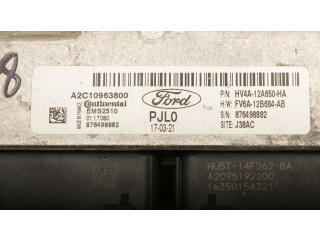 8
A2C10963800
Continental
EMS2510
01.17080
876498882
Ford
PJL0
17-03-21
P/N: HV4A-12A650-HA
H/W: FV6A-12B684-AB
S/N: 876498882
SITE: J38AC
HU5T-14F262-BA
A2C95192200
16350154321